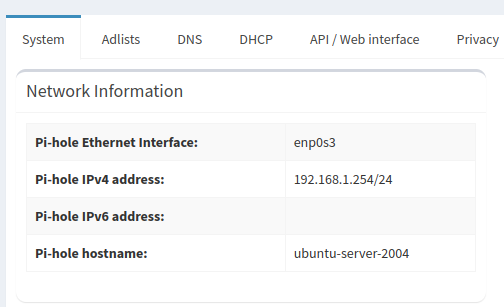 System Adlists DNS DHCP API / Web interface Privacy
Network Information
Pi-hole Ethernet Interface: enp0s3
Pi-hole IPv4 address: 192.168.1.254/24
Pi-hole IPv6 address:
Pi-hole hostname: ubuntu-server-2004